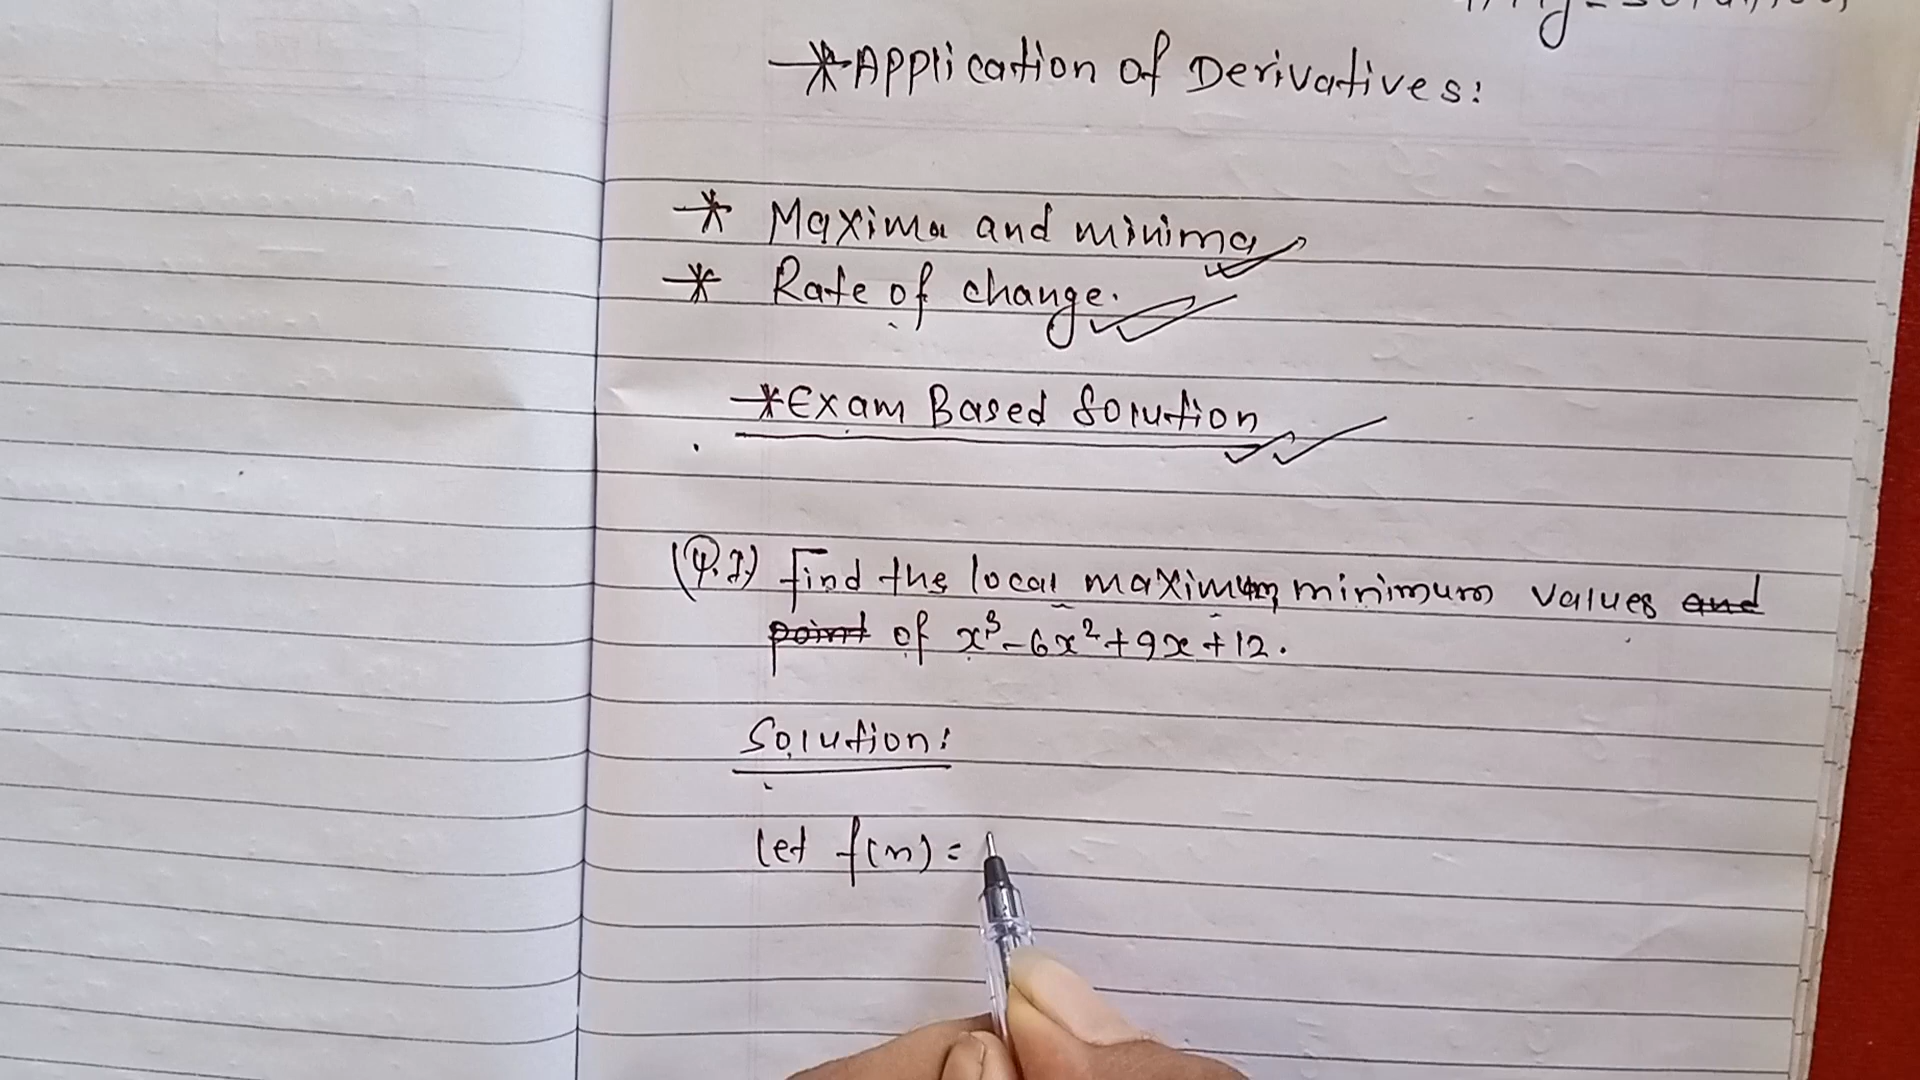 * Application of Derivatives:
* Maxima and minima
* Rate of change.
* Exam Based Solution
(Q.1) find the local maximum minimum values and
point of x³-6x²+9x+12.
Solution:
let f(x) =